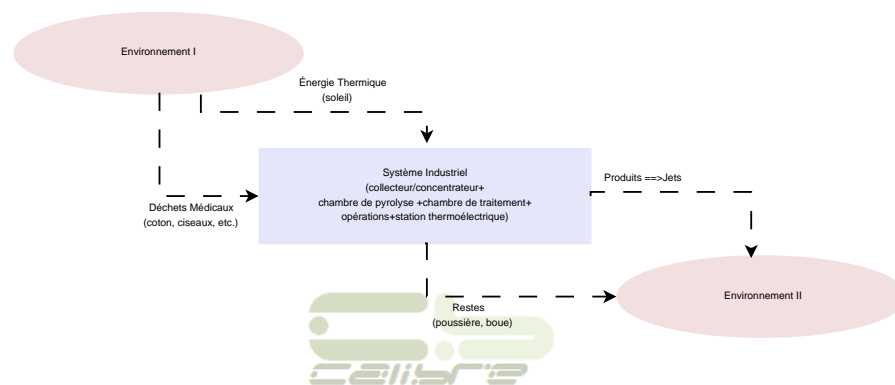 Environnement I
Énergie Thermique
(soleil)
Système Industriel
(collecteur/concentrateur+
chambre de pyrolyse +chambre de traitement+
opérations+station thermoélectrique)
Produits ==>Jets
Déchets Médicaux
(coton, ciseaux, etc.)
Environnement II
Restes
(poussière, boue)
calibre